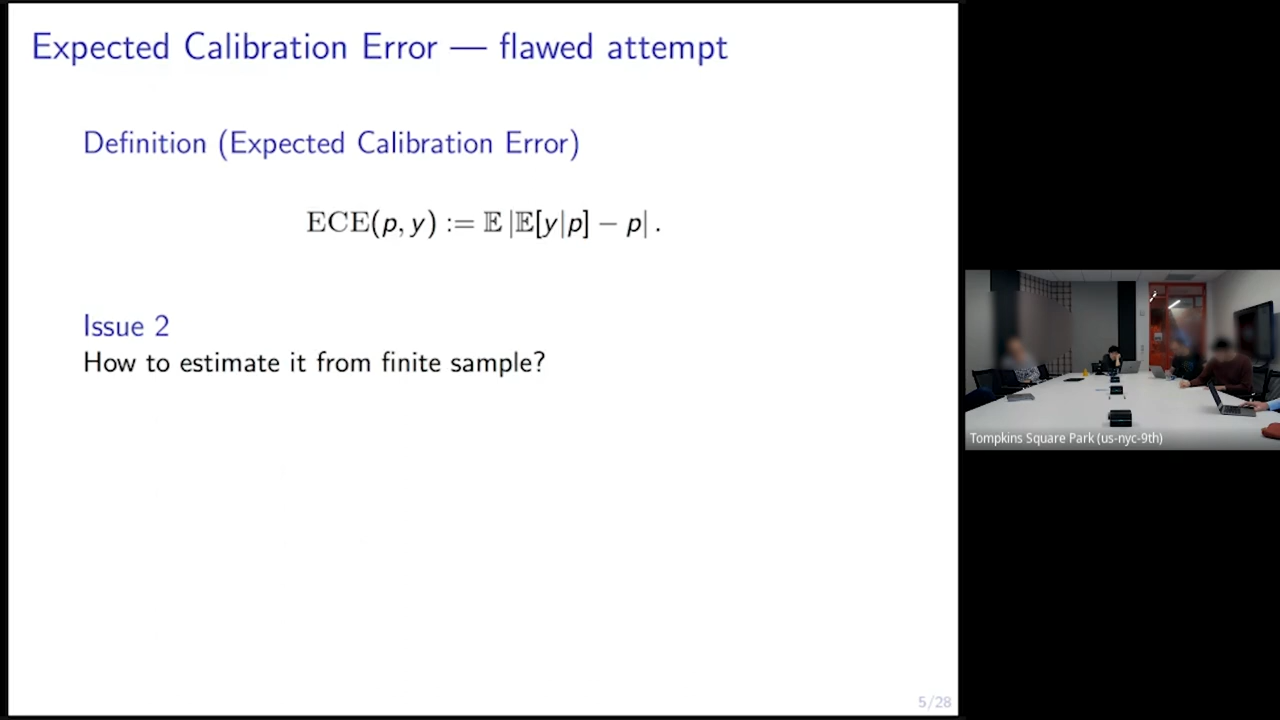 Expected Calibration Error — flawed attempt
Definition (Expected Calibration Error)
ECE(p, y) := 𝔼 |𝔼[y|p] − p| .
Issue 2
How to estimate it from finite sample?
Tompkins Square Park (us-nyc-9th)
5/28